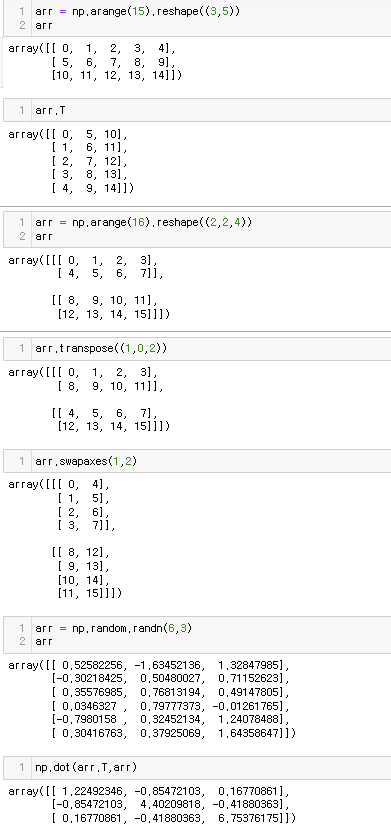 1 arr = np.arange(15).reshape((3,5))
2 arr
array([[ 0, 1, 2, 3, 4],
[ 5, 6, 7, 8, 9],
[10, 11, 12, 13, 14]])
1 arr.T
array([[ 0, 5, 10],
[ 1, 6, 11],
[ 2, 7, 12],
[ 3, 8, 13],
[ 4, 9, 14]])
1 arr = np.arange(16).reshape((2,2,4))
2 arr
array([[[ 0, 1, 2, 3],
[ 4, 5, 6, 7]],
[[ 8, 9, 10, 11],
[12, 13, 14, 15]]])
1 arr.transpose((1,0,2))
array([[[ 0, 1, 2, 3],
[ 8, 9, 10, 11]],
[[ 4, 5, 6, 7],
[12, 13, 14, 15]]])
1 arr.swapaxes(1,2)
array([[[ 0, 4],
[ 1, 5],
[ 2, 6],
[ 3, 7]],
[[ 8, 12],
[ 9, 13],
[10, 14],
[11, 15]]])
1 arr = np.random.randn(6,3)
2 arr
array([[ 0.52582256, -1.63452136, 1.32847985],
[-0.30218425, 0.50480027, 0.71152623],
[ 0.35576985, 0.76813194, 0.49147805],
[ 0.0346327 , 0.79777373, -0.01261765],
[-0.7980158 , 0.32452134, 1.24078488],
[ 0.30416763, 0.37925069, 1.64358647]])
1 np.dot(arr.T,arr)
array([[ 1.22492346, -0.85472103, 0.16770861],
[-0.85472103, 4.40209818, -0.41880363],
[ 0.16770861, -0.41880363, 6.75376175]])